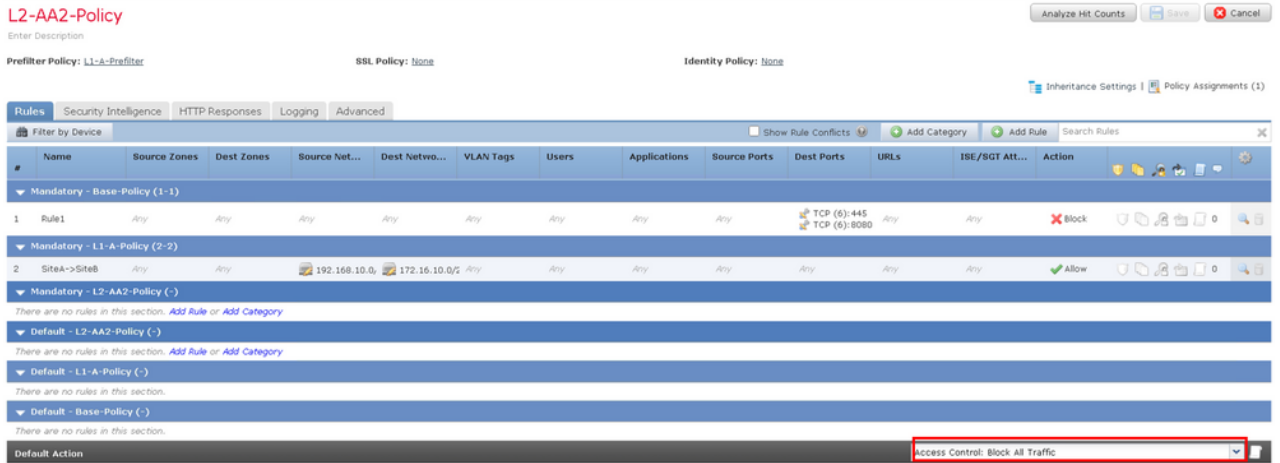 L2-AA2-Policy
Analyze Hit Counts Save Cancel
Enter Description
Prefilter Policy: L1-A-Prefilter SSL Policy: None Identity Policy: None
Inheritance Settings | Policy Assignments (1)
Rules Security Intelligence HTTP Responses Logging Advanced
Filter by Device Show Rule Conflicts Add Category Add Rule Search Rules
# Name Source Zones Dest Zones Source Net... Dest Netwo... VLAN Tags Users Applications Source Ports Dest Ports URLs ISE/SGT Att... Action
Mandatory - Base-Policy (1-1)
1 Rule1 Any Any Any Any Any Any Any Any TCP (6):445 Any Any Block 0
TCP (6):8080
Mandatory - L1-A-Policy (2-2)
2 SiteA->SiteB Any Any 192.168.10.0/ 172.16.10.0/2 Any Any Any Any Any Any Any Allow 0
Mandatory - L2-AA2-Policy (-)
There are no rules in this section. Add Rule or Add Category
Default - L2-AA2-Policy (-)
There are no rules in this section. Add Rule or Add Category
Default - L1-A-Policy (-)
There are no rules in this section.
Default - Base-Policy (-)
There are no rules in this section.
Default Action Access Control: Block All Traffic